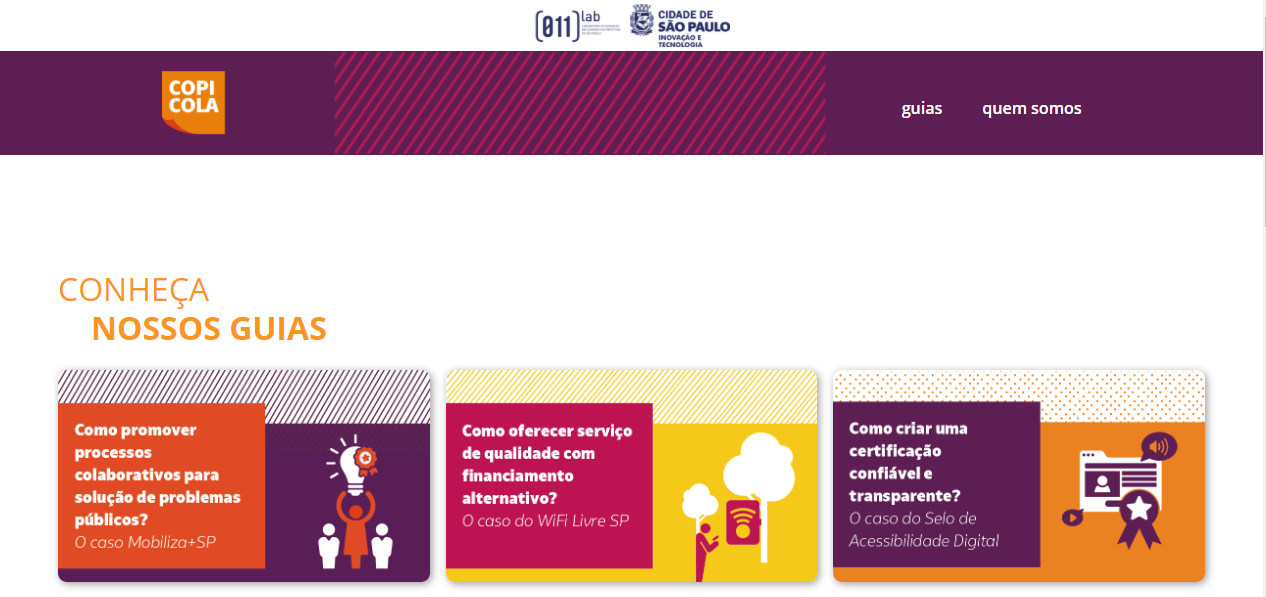 (011)lab
CIDADE DE
SÃO PAULO
INOVAÇÃO E
TECNOLOGIA
COPI
COLA
guias
quem somos
CONHEÇA
NOSSOS GUIAS
Como promover
processos
colaborativos para
solução de problemas
públicos?
O caso Mobiliza+SP
Como oferecer serviço
de qualidade com
financiamento
alternativo?
O caso do WiFi Livre SP
Como criar uma
certificação
confiável e
transparente?
O caso do Selo de
Acessibilidade Digital